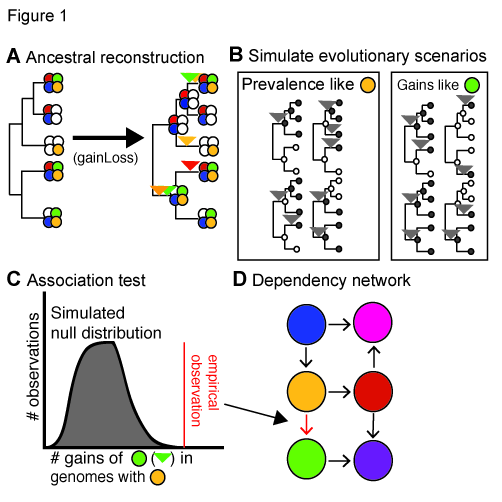 Figure 1
A Ancestral reconstruction
(gainLoss)
B Simulate evolutionary scenarios
Prevalence like
Gains like
C Association test
Simulated
null distribution
# observations
empirical
observation
# gains of ( ) in
genomes with
D Dependency network